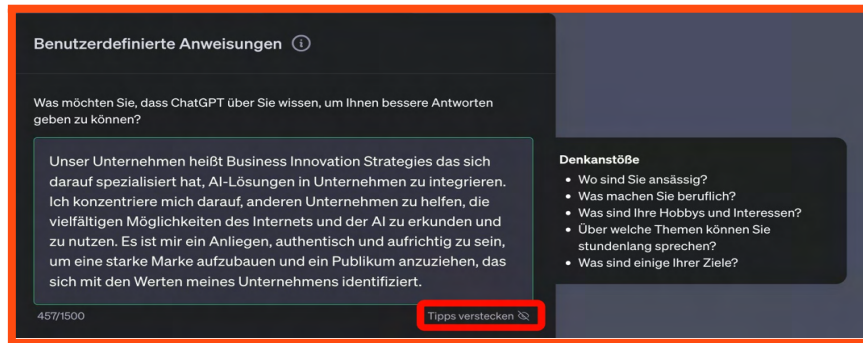 Benutzerdefinierte Anweisungen
Was möchten Sie, dass ChatGPT über Sie wissen, um Ihnen bessere Antworten
geben zu können?
Unser Unternehmen heißt Business Innovation Strategies das sich
darauf spezialisiert hat, AI-Lösungen in Unternehmen zu integrieren.
Ich konzentriere mich darauf, anderen Unternehmen zu helfen, die
vielfältigen Möglichkeiten des Internets und der AI zu erkunden und
zu nutzen. Es ist mir ein Anliegen, authentisch und aufrichtig zu sein,
um eine starke Marke aufzubauen und ein Publikum anzuziehen, das
sich mit den Werten meines Unternehmens identifiziert.
457/1500
Tipps verstecken
Denkanstöße
• Wo sind Sie ansässig?
• Was machen Sie beruflich?
• Was sind Ihre Hobbys und Interessen?
• Über welche Themen können Sie
stundenlang sprechen?
• Was sind einige Ihrer Ziele?